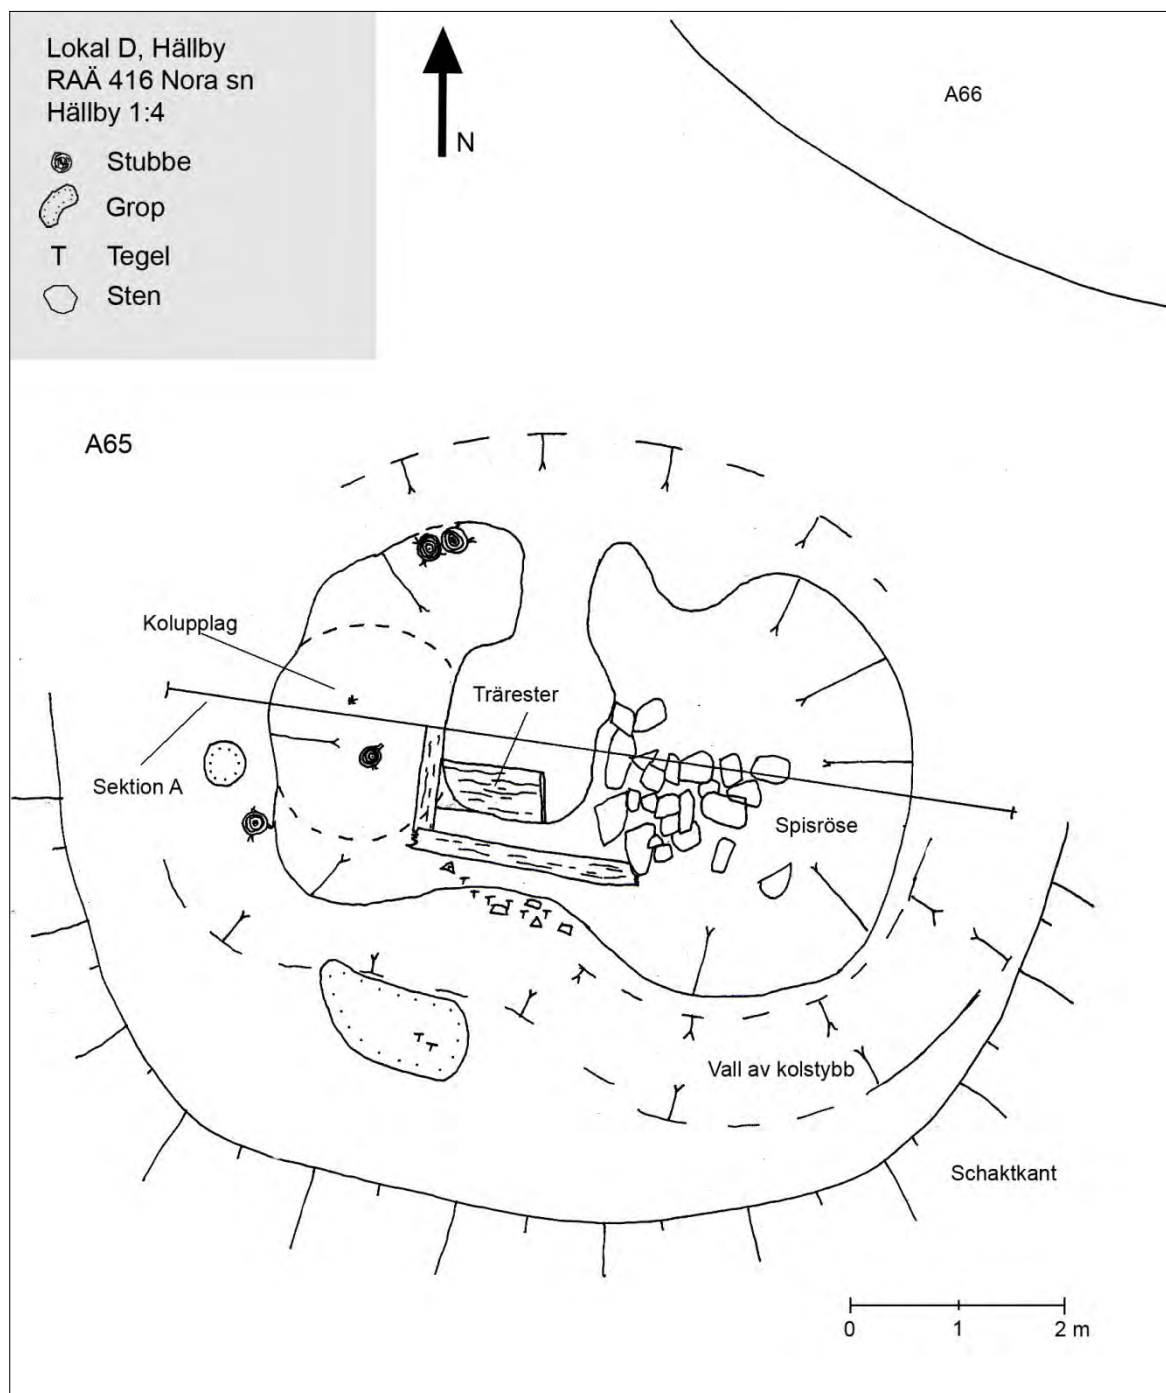 Lokal D, Hällby
RAÄ 416 Nora sn
Hällby 1:4
Stubbe
Grop
T Tegel
Sten
N
A66
A65
Kolupplag
Trärester
Sektion A
Spisröse
Vall av kolstybb
Schaktkant
0 1 2 m